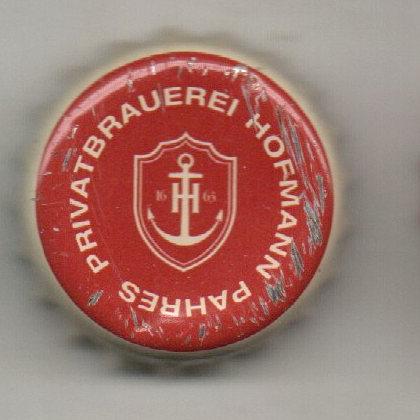 PRIVATBRAUEREI HOFMANN PAHRES
16 H 63